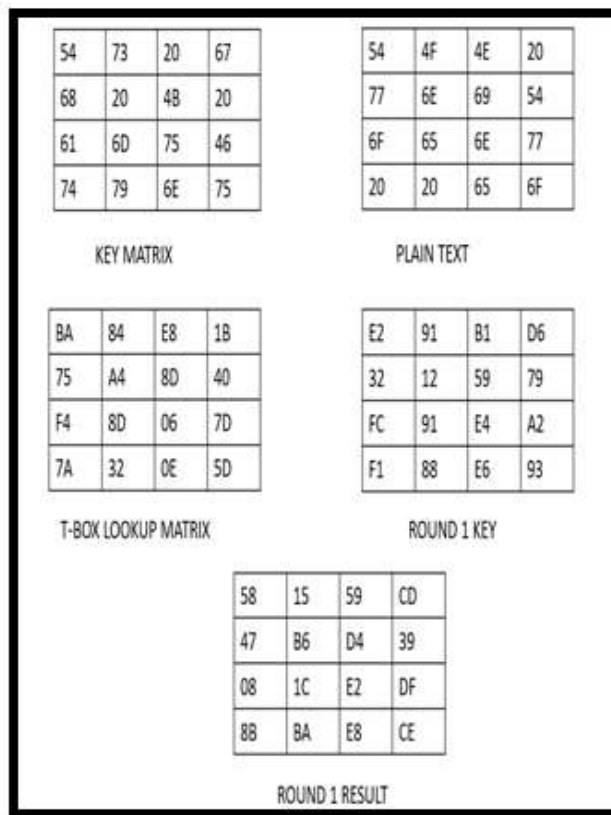 54 73 20 67
68 20 4B 20
61 6D 75 46
74 79 6E 75
KEY MATRIX
54 4F 4E 20
77 6E 69 54
6F 65 6E 77
20 20 65 6F
PLAIN TEXT
BA 84 E8 1B
75 A4 8D 40
F4 8D 06 7D
7A 32 0E 5D
T-BOX LOOKUP MATRIX
E2 91 B1 D6
32 12 59 79
FC 91 E4 A2
F1 88 E6 93
ROUND 1 KEY
58 15 59 CD
47 B6 D4 39
08 1C E2 DF
8B BA E8 CE
ROUND 1 RESULT